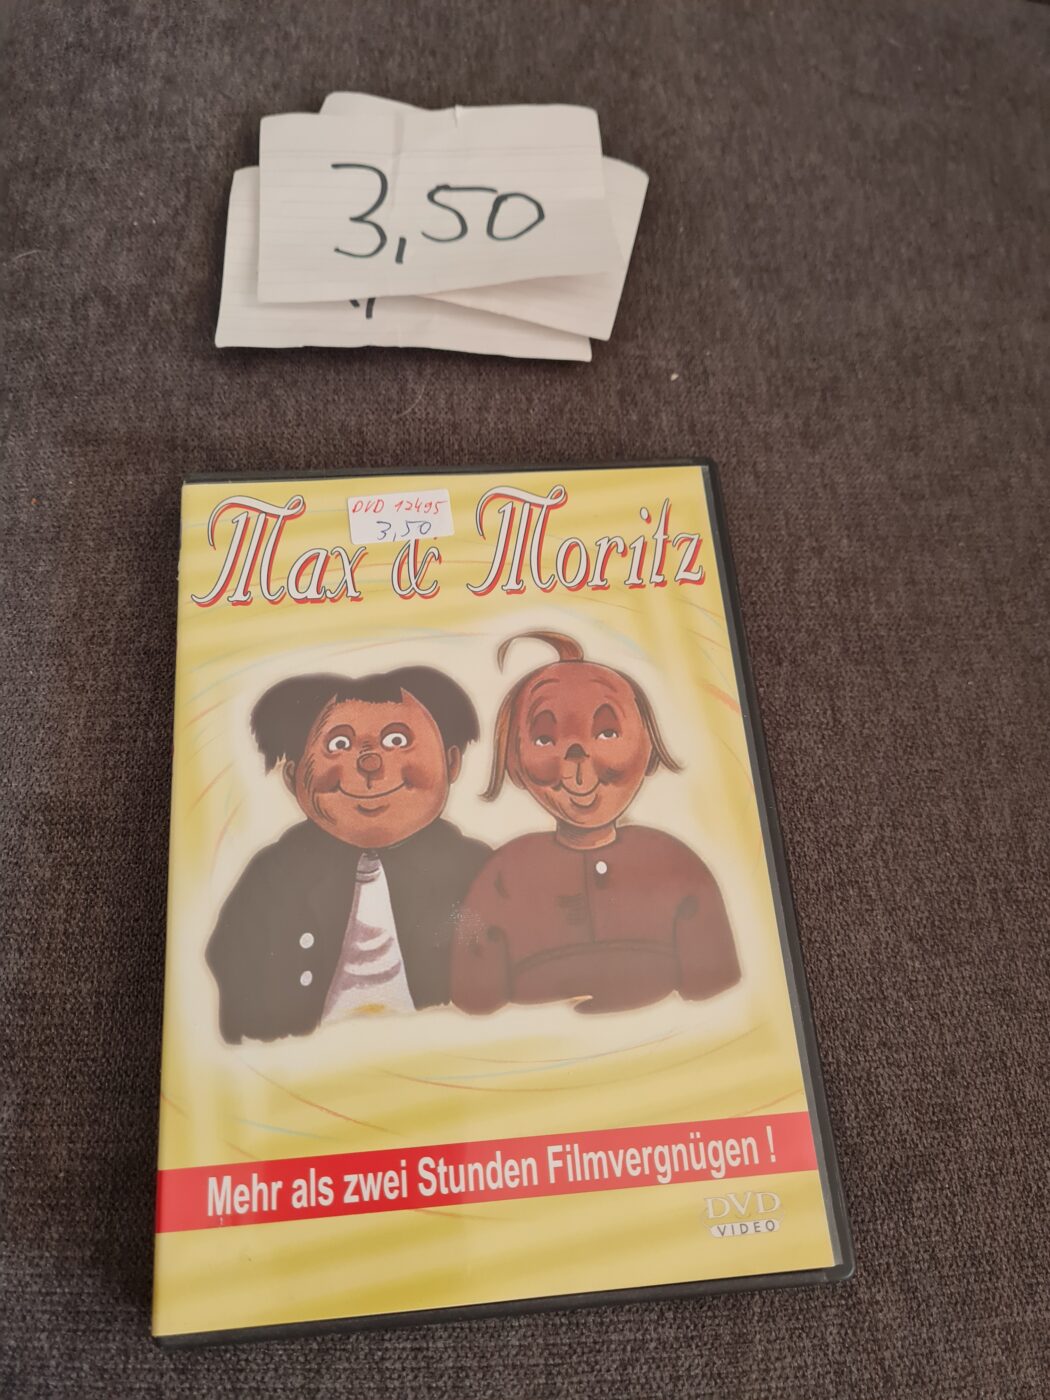 3,50
DVD 12495
3,50
Max & Moritz
Mehr als zwei Stunden Filmvergnügen !
DVD
VIDEO